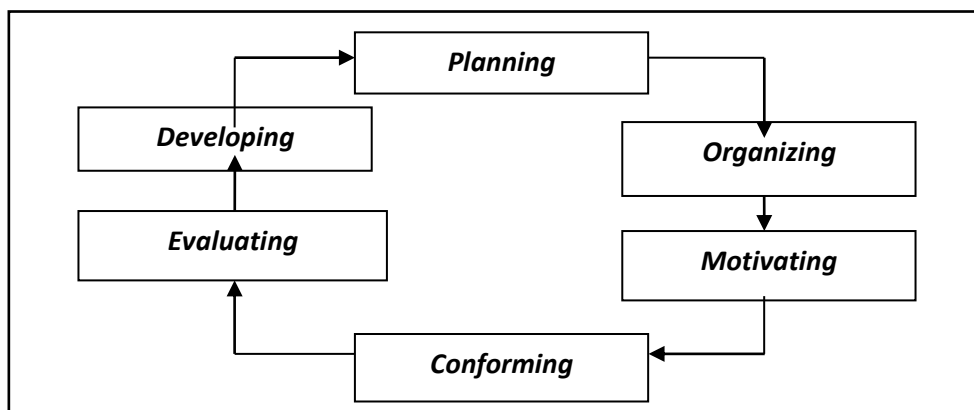 Planning
Developing
Organizing
Evaluating
Motivating
Conforming